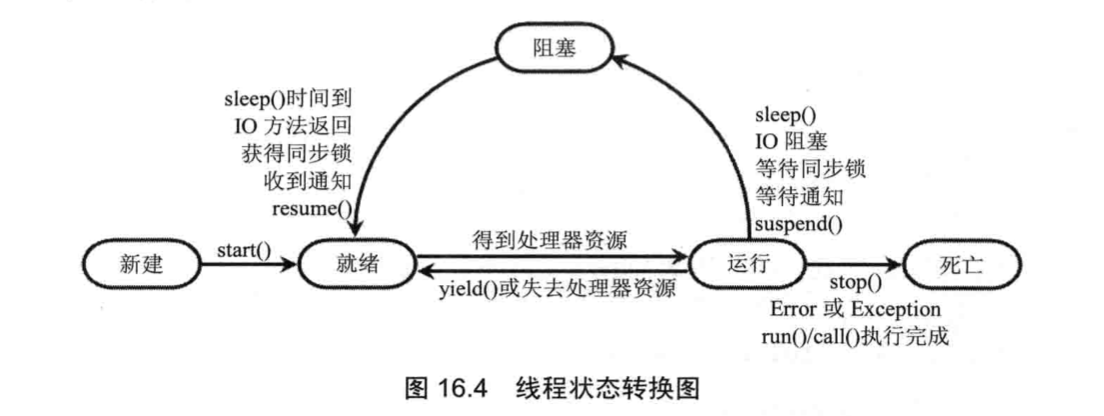 阻塞
sleep()时间到
IO 方法返回
获得同步锁
收到通知
resume()
sleep()
IO 阻塞
等待同步锁
等待通知
suspend()
新建
start()
就绪
得到处理器资源
yield()或失去处理器资源
运行
stop()
Error 或 Exception
run()/call()执行完成
死亡
图 16.4 线程状态转换图